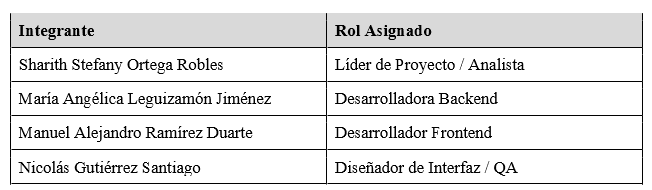 Integrante Rol Asignado
Sharith Stefany Ortega Robles Líder de Proyecto / Analista
María Angélica Leguizamón Jiménez Desarrolladora Backend
Manuel Alejandro Ramírez Duarte Desarrollador Frontend
Nicolás Gutiérrez Santiago Diseñador de Interfaz / QA